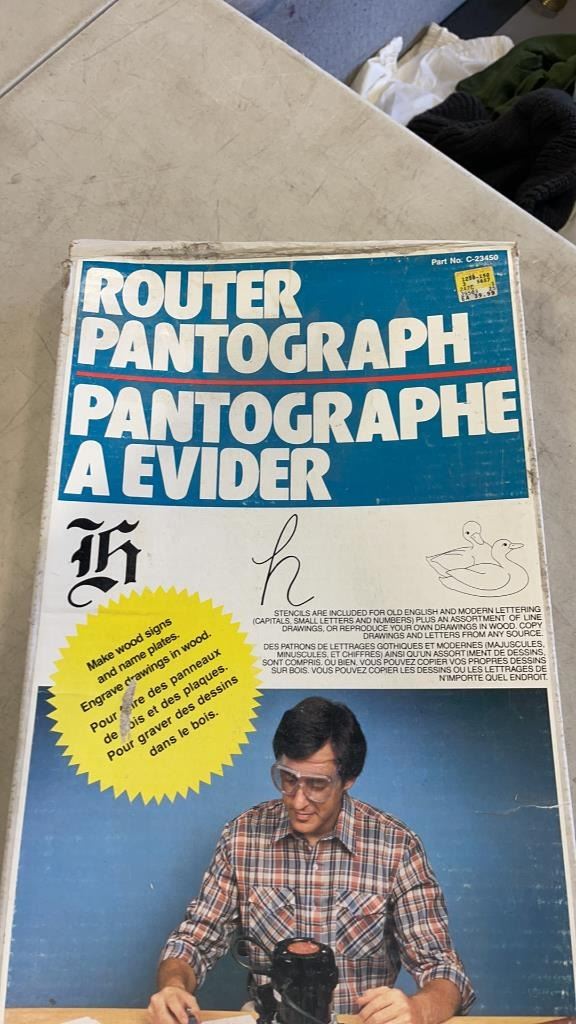 Part No. C-23450
ROUTER
PANTOGRAPH
PANTOGRAPHE
A EVIDER
H
h
STENCILS ARE INCLUDED FOR OLD ENGLISH AND MODERN LETTERING
(CAPITALS, SMALL LETTERS AND NUMBERS) PLUS AN ASSORTMENT OF LINE
DRAWINGS, OR REPRODUCE YOUR OWN DRAWINGS IN WOOD. COPY
DRAWINGS AND LETTERS FROM ANY SOURCE.
DES PATRONS DE LETTRAGES GOTHIQUES ET MODERNES (MAJUSCULES,
MINUSCULES, ET CHIFFRES) AINSI QU'UN ASSORTIMENT DE DESSINS,
SONT COMPRIS. OU BIEN, VOUS POUVEZ COPIER VOS PROPRES DESSINS
SUR BOIS. VOUS POUVEZ COPIER LES DESSINS OU LES LETTRAGES DE
N'IMPORTE QUEL ENDROIT.
Make wood signs
and name plates.
Engrave drawings in wood.
Pour des panneaux
de bois et des plaques.
Pour graver des dessins
dans le bois.